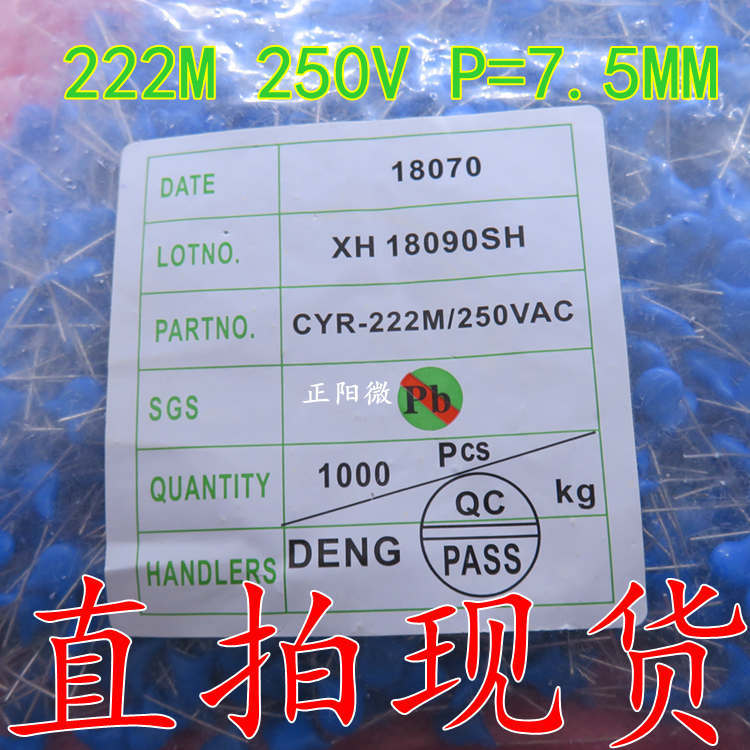 222M 250V P=7.5MM
DATE 18070
LOTNO. XH 18090SH
PARTNO. CYR-222M/250VAC
SGS 正阳微 Pb
QUANTITY 1000 Pcs kg
HANDLERS DENG QC PASS
直拍现货